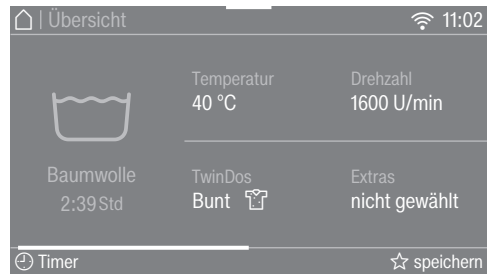 Übersicht
11:02
Temperatur
40 °C
Drehzahl
1600 U/min
Baumwolle
2:39 Std
TwinDos
Bunt
Extras
nicht gewählt
Timer
speichern